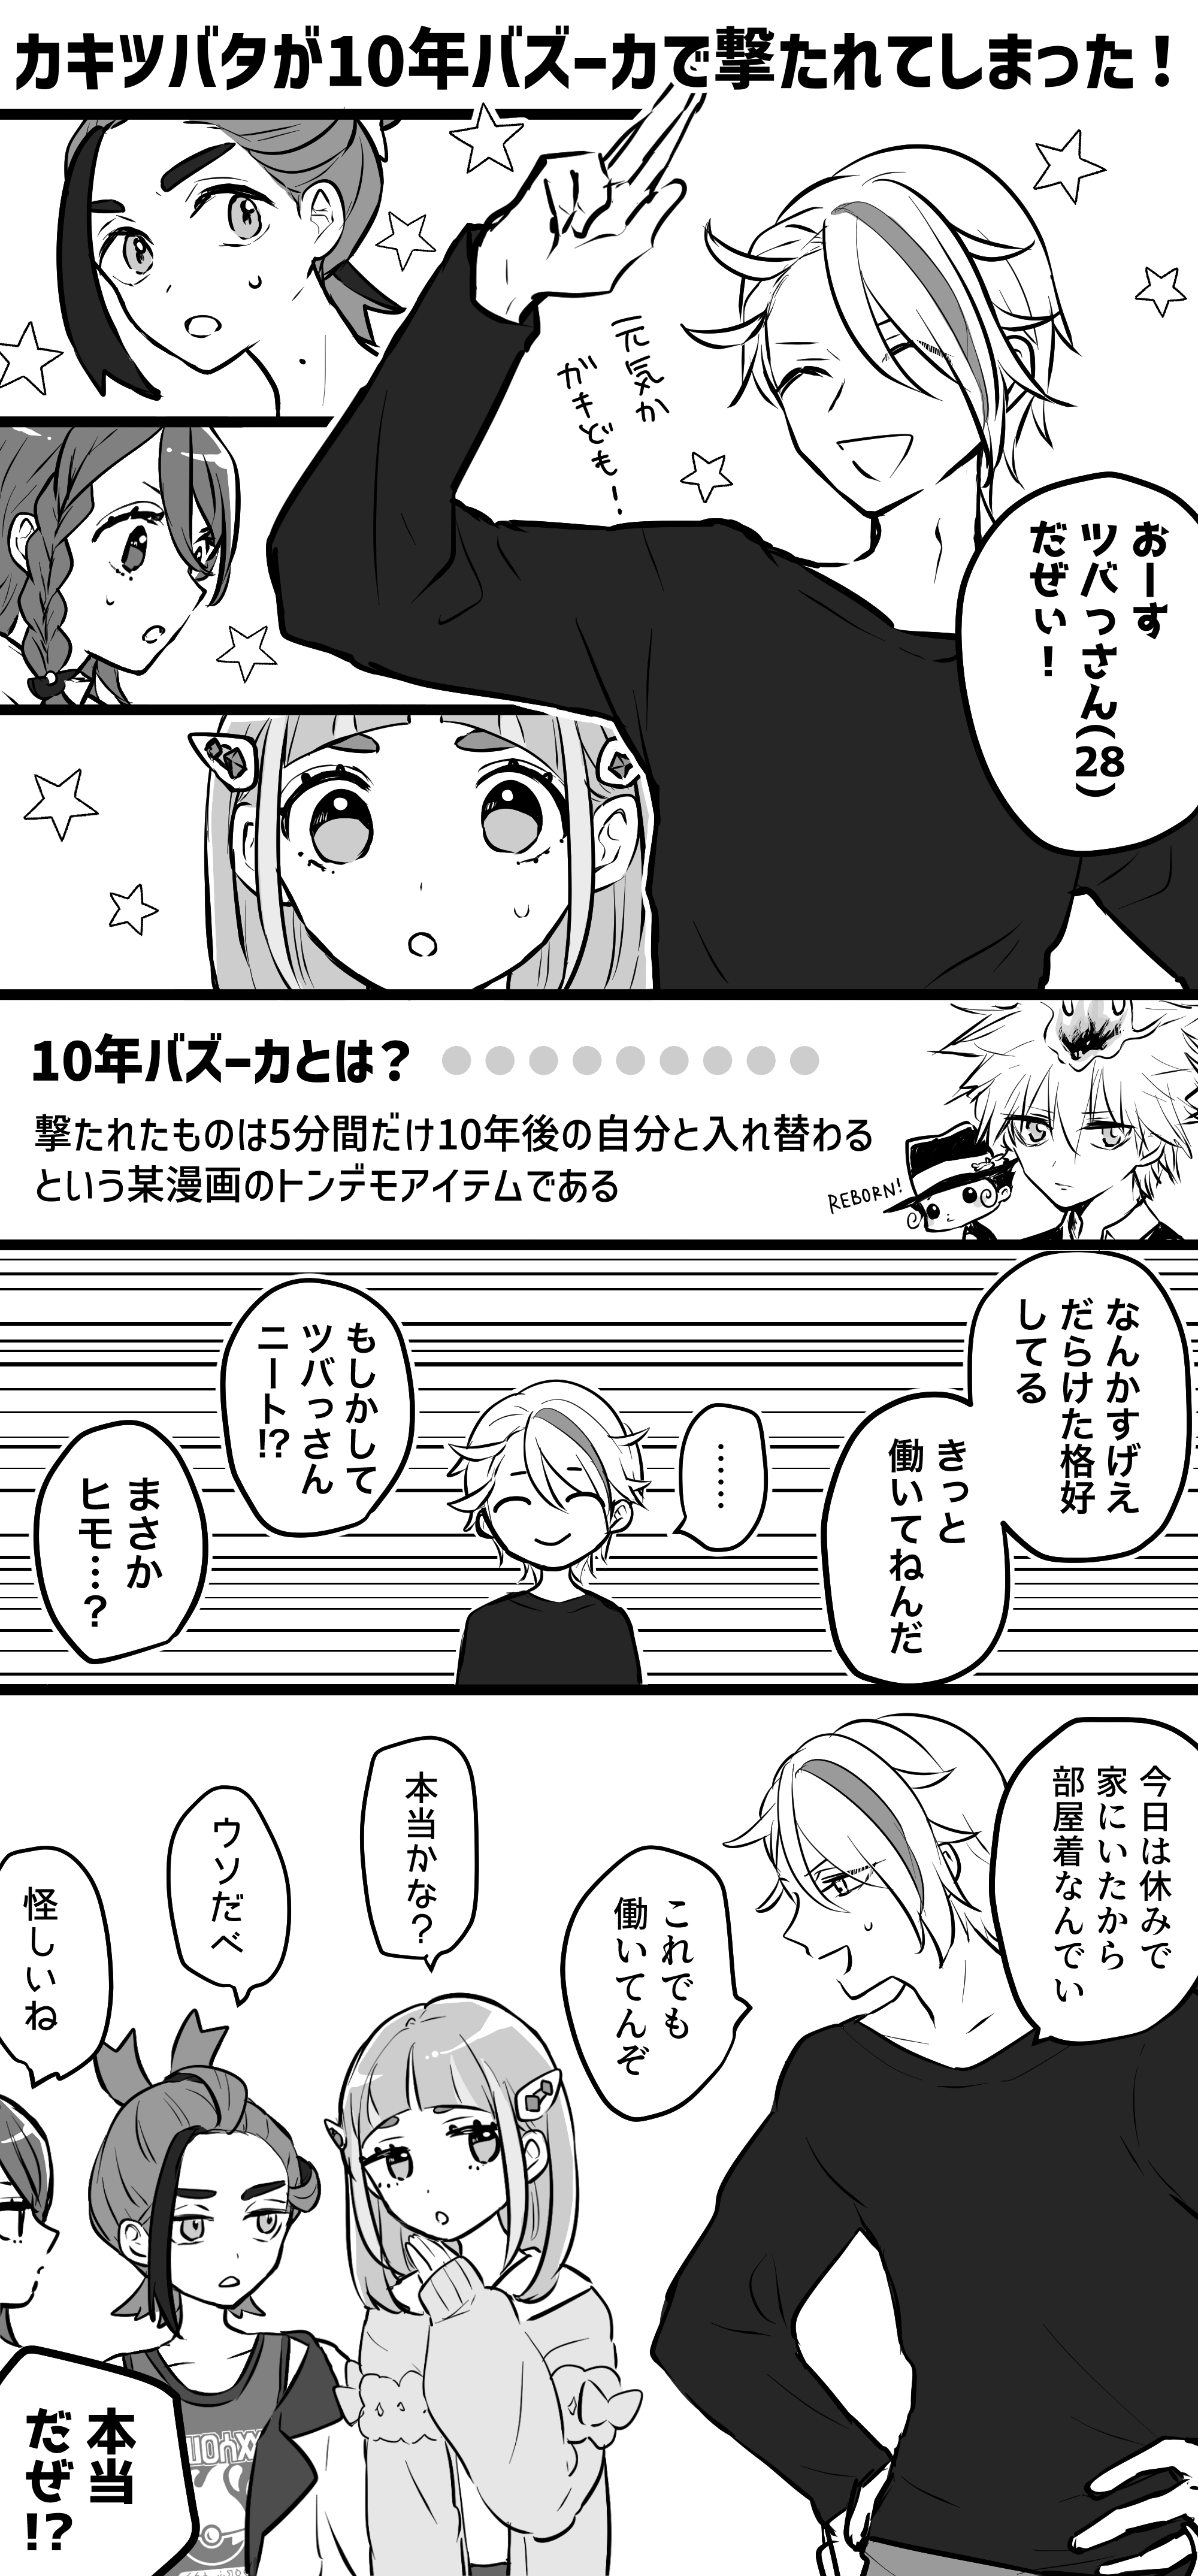 カキツバタが10年バズーカで撃たれてしまった！
おーす
ツバっさん(28)
だぜぃ！
元気か
ガキども！
10年バズーカとは？
撃たれたものは5分間だけ10年後の自分と入れ替わる
という某漫画のトンデモアイテムである
REBORN!
なんかすげえ
だらけた格好
してる
きっと
働いてねんだ
……
もしかして
ツバっさん
ニート!?
まさか
ヒモ…？
今日は休みで
家にいたから
部屋着なんでぃ
これでも
働いてんぞ
本当かな？
ウソだべ
怪しいね
本当
だぜ!?